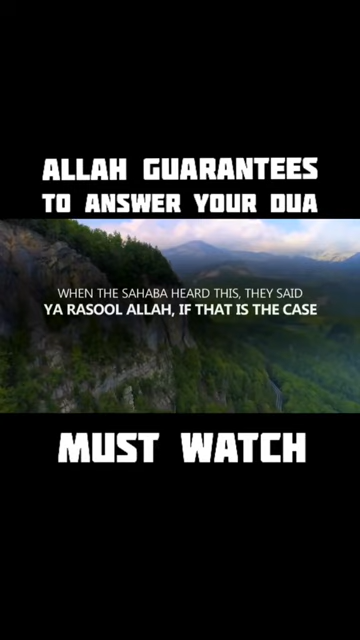 ALLAH GUARANTEES
TO ANSWER YOUR DUA
WHEN THE SAHABA HEARD THIS, THEY SAID
YA RASOOL ALLAH, IF THAT IS THE CASE
MUST WATCH